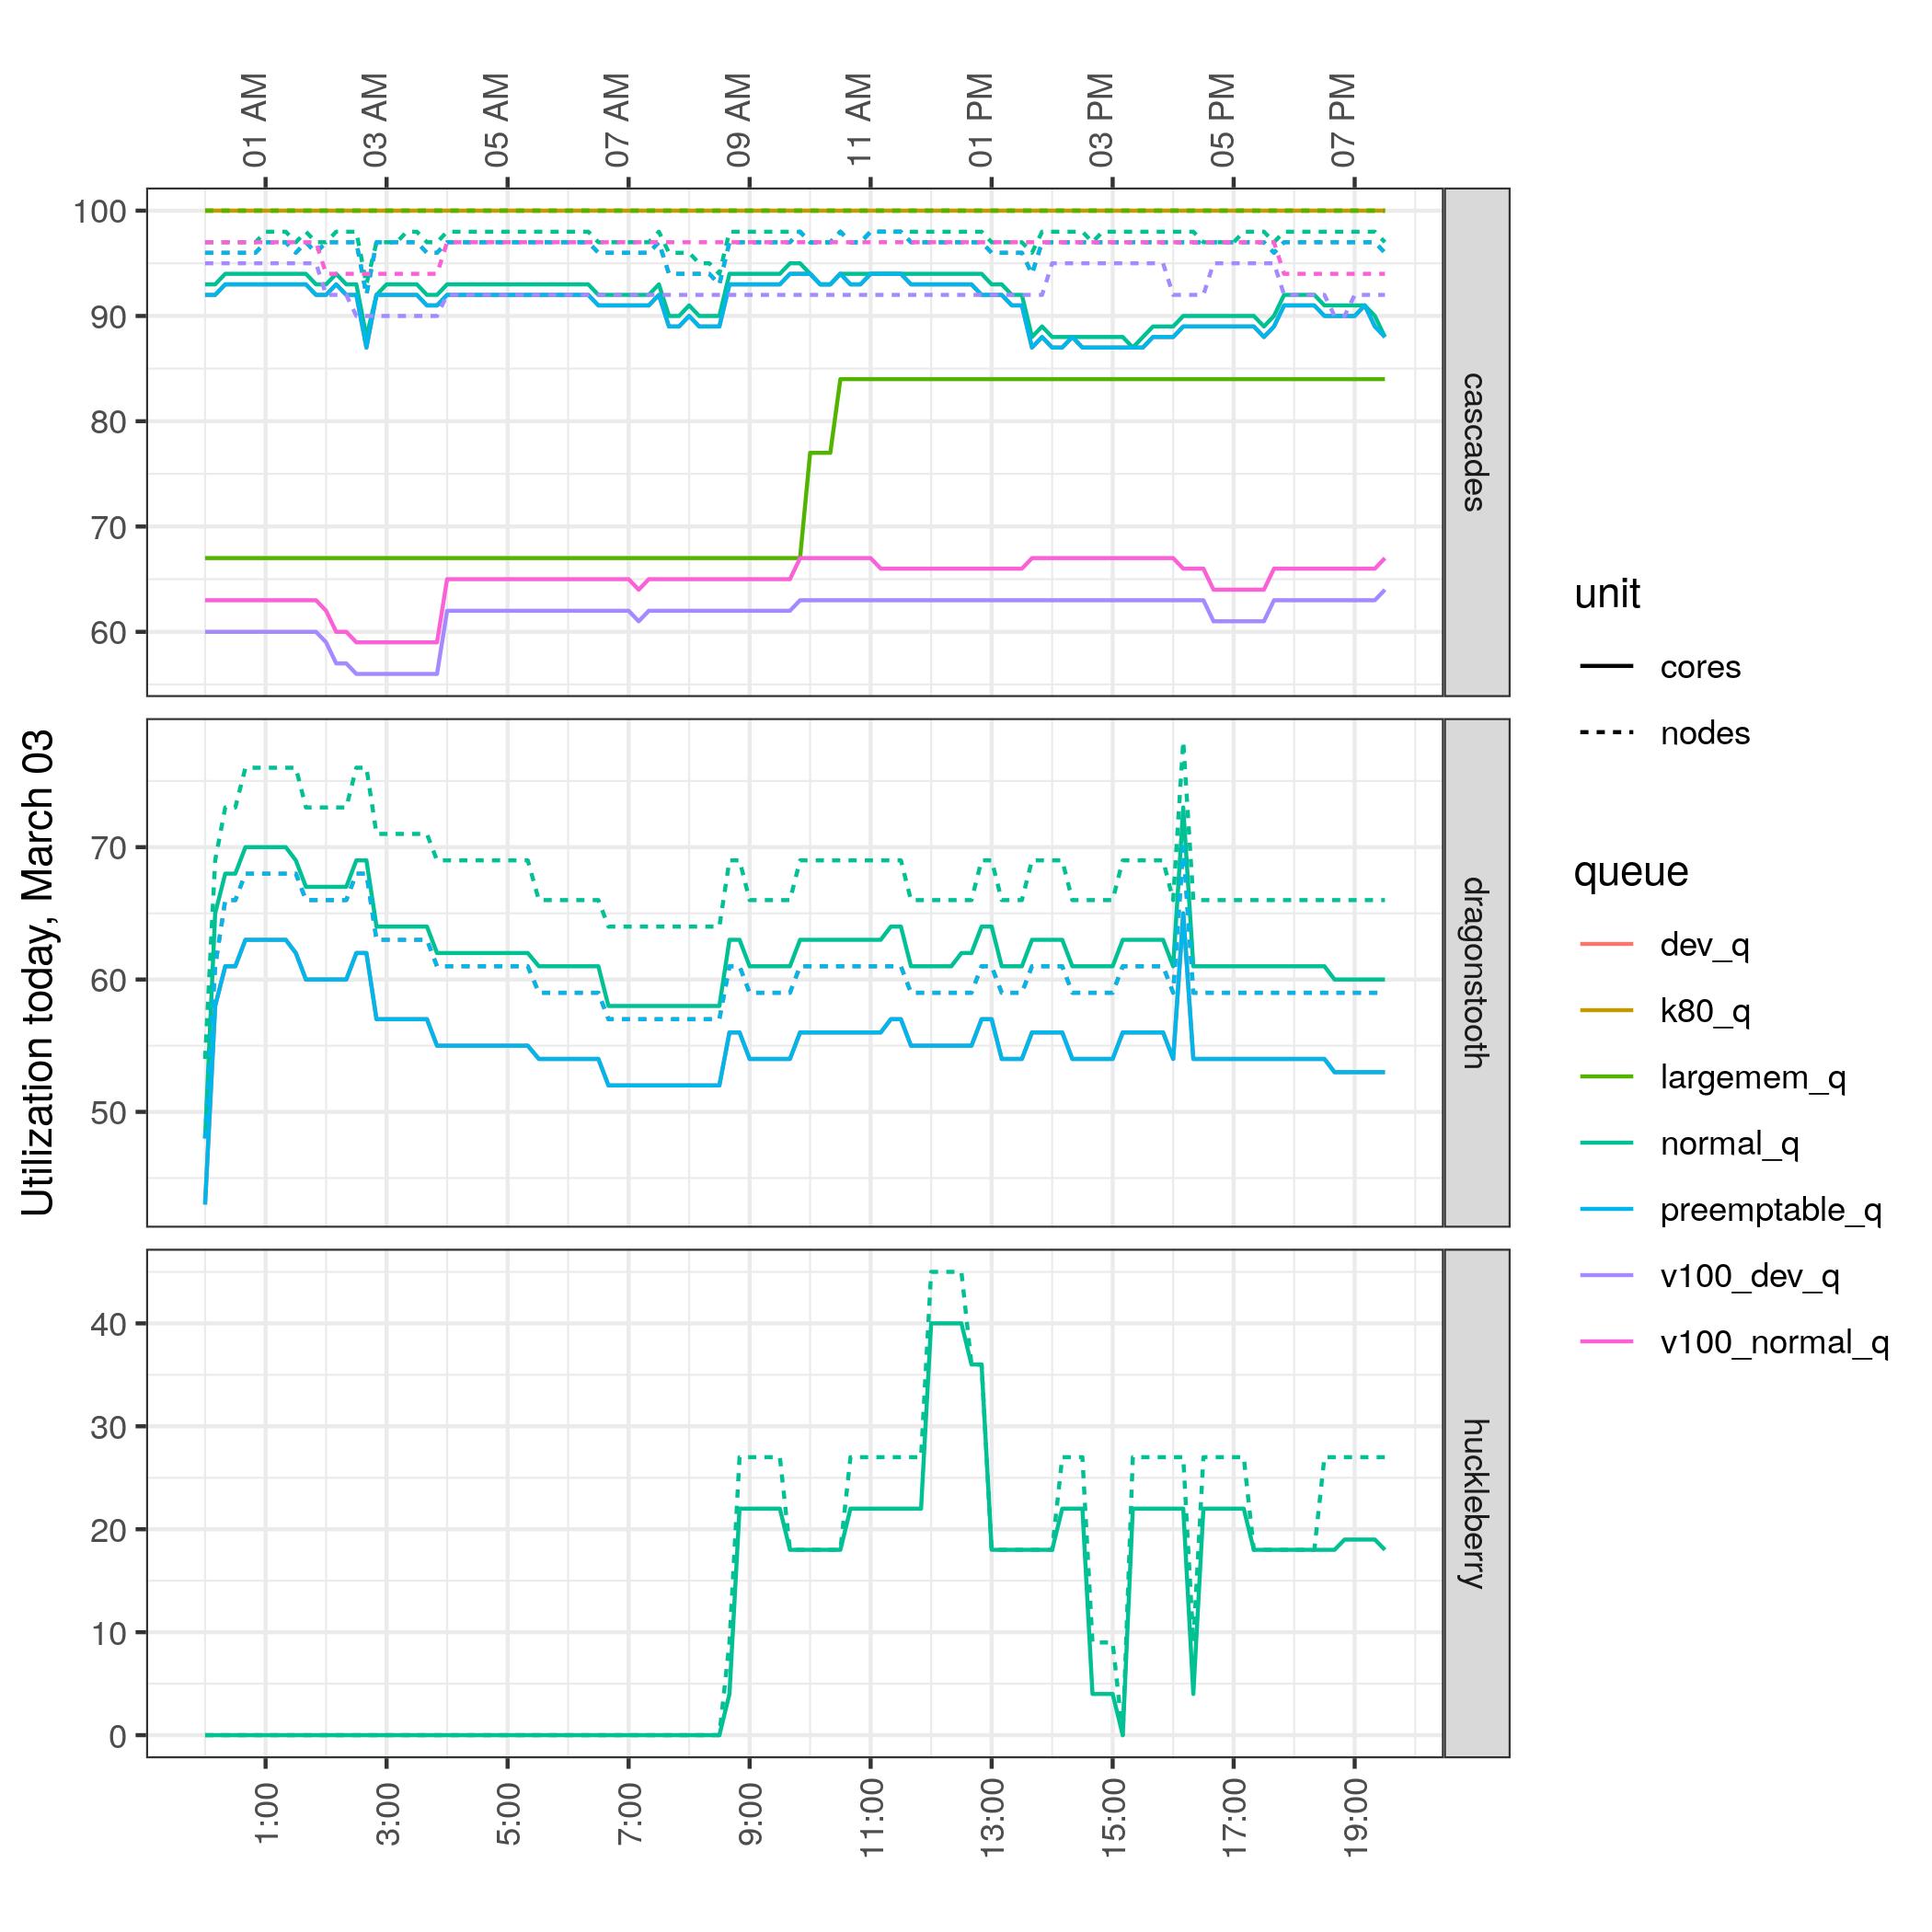 01 AM
03 AM
05 AM
07 AM
09 AM
11 AM
01 PM
03 PM
05 PM
07 PM
Utilization today, March 03
100
90
80
70
60
cascades
70
60
50
dragonstooth
40
30
20
10
0
huckleberry
1:00
3:00
5:00
7:00
9:00
11:00
13:00
15:00
17:00
19:00
unit
cores
nodes
queue
dev_q
k80_q
largemem_q
normal_q
preemptable_q
v100_dev_q
v100_normal_q